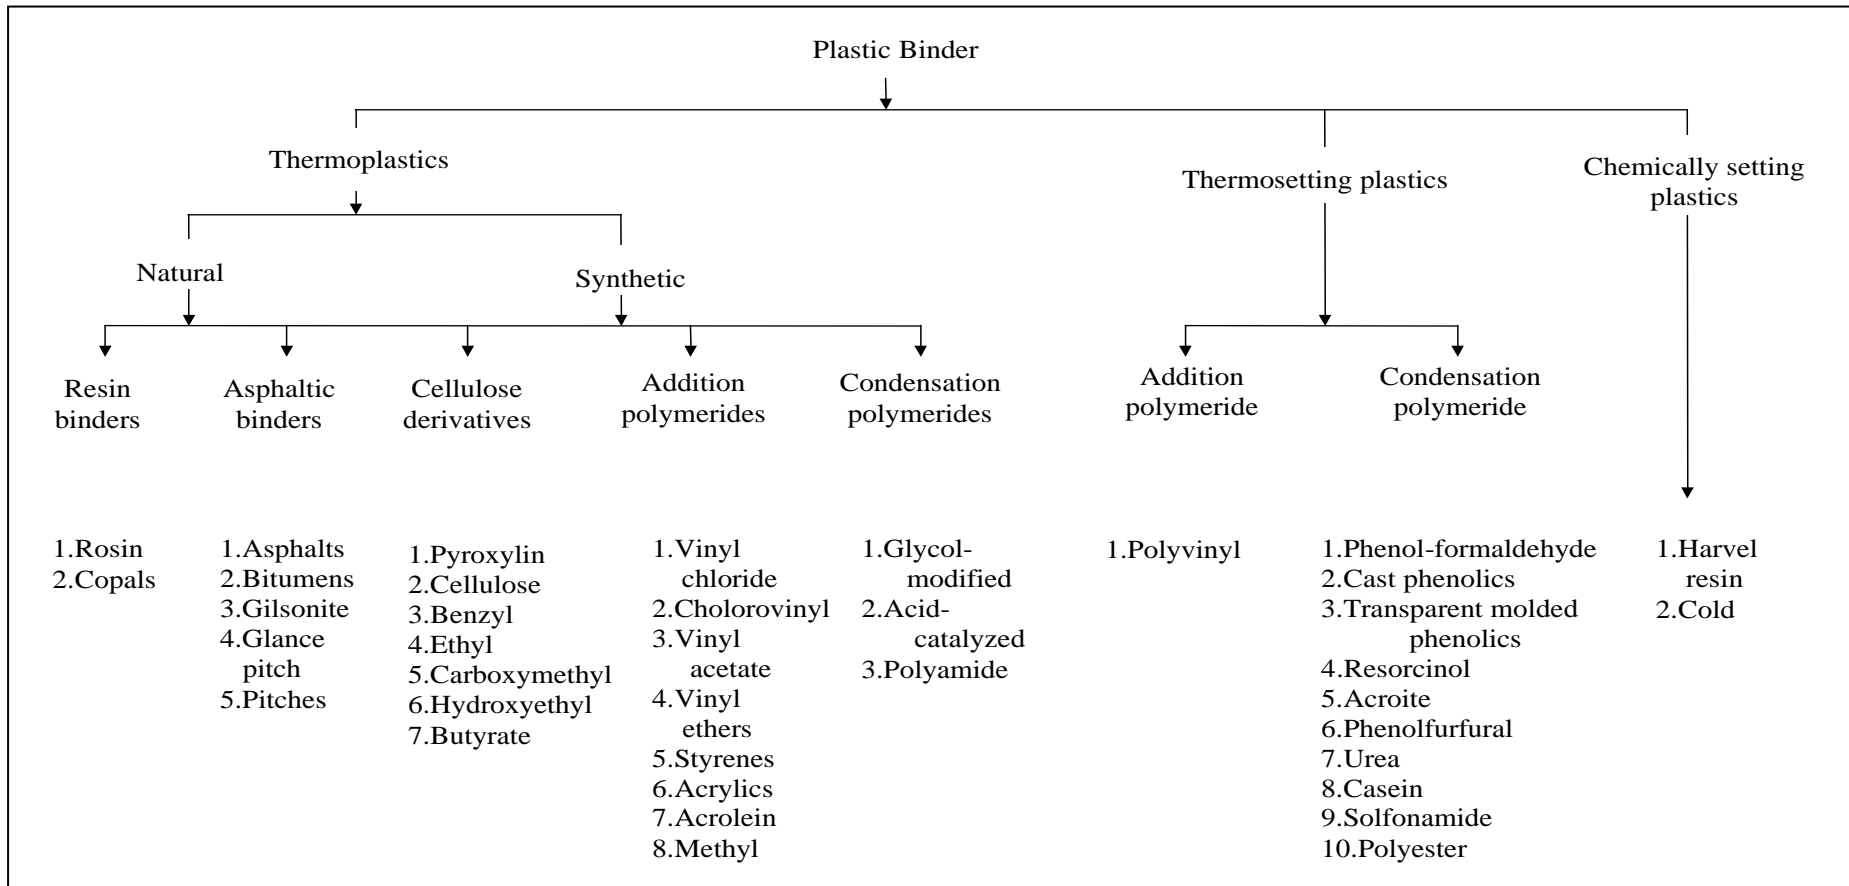 Plastic Binder
Thermoplastics
Thermosetting plastics
Chemically setting
plastics
Natural
Synthetic
Resin
binders
Asphaltic
binders
Cellulose
derivatives
Addition
polymerides
Condensation
polymerides
Addition
polymeride
Condensation
polymeride
1.Rosin
2.Copals
1.Asphalts
2.Bitumens
3.Gilsonite
4.Glance
pitch
5.Pitches
1.Pyroxylin
2.Cellulose
3.Benzyl
4.Ethyl
5.Carboxymethyl
6.Hydroxyethyl
7.Butyrate
1.Vinyl
chloride
2.Cholorovinyl
3.Vinyl
acetate
4.Vinyl
ethers
5.Styrenes
6.Acrylics
7.Acrolein
8.Methyl
1.Glycol-
modified
2.Acid-
catalyzed
3.Polyamide
1.Polyvinyl
1.Phenol-formaldehyde
2.Cast phenolics
3.Transparent molded
phenolics
4.Resorcinol
5.Acroite
6.Phenolfurfural
7.Urea
8.Casein
9.Solfonamide
10.Polyester
1.Harvel
resin
2.Cold